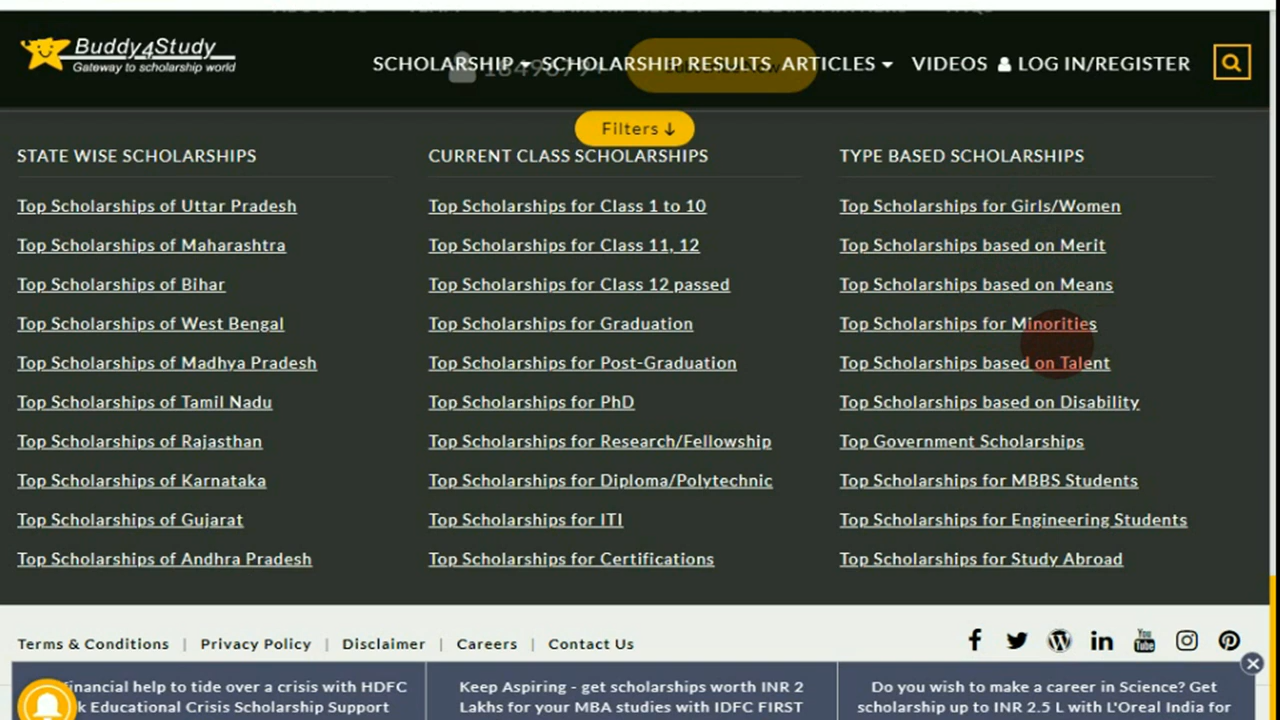 ABOUT US TEAM SCHOLARSHIP RESULT MEDIA PARTNERS FAQs
Buddy4Study
Gateway to scholarship world
SCHOLARSHIP SCHOLARSHIP RESULTS ARTICLES VIDEOS LOG IN/REGISTER
Filters ↓
STATE WISE SCHOLARSHIPS
Top Scholarships of Uttar Pradesh
Top Scholarships of Maharashtra
Top Scholarships of Bihar
Top Scholarships of West Bengal
Top Scholarships of Madhya Pradesh
Top Scholarships of Tamil Nadu
Top Scholarships of Rajasthan
Top Scholarships of Karnataka
Top Scholarships of Gujarat
Top Scholarships of Andhra Pradesh
CURRENT CLASS SCHOLARSHIPS
Top Scholarships for Class 1 to 10
Top Scholarships for Class 11, 12
Top Scholarships for Class 12 passed
Top Scholarships for Graduation
Top Scholarships for Post-Graduation
Top Scholarships for PhD
Top Scholarships for Research/Fellowship
Top Scholarships for Diploma/Polytechnic
Top Scholarships for ITI
Top Scholarships for Certifications
TYPE BASED SCHOLARSHIPS
Top Scholarships for Girls/Women
Top Scholarships based on Merit
Top Scholarships based on Means
Top Scholarships for Minorities
Top Scholarships based on Talent
Top Scholarships based on Disability
Top Government Scholarships
Top Scholarships for MBBS Students
Top Scholarships for Engineering Students
Top Scholarships for Study Abroad
Terms & Conditions | Privacy Policy | Disclaimer | Careers | Contact Us
financial help to tide over a crisis with HDFC
k Educational Crisis Scholarship Support
Keep Aspiring - get scholarships worth INR 2
Lakhs for your MBA studies with IDFC FIRST
Do you wish to make a career in Science? Get
scholarship up to INR 2.5 L with L'Oreal India for